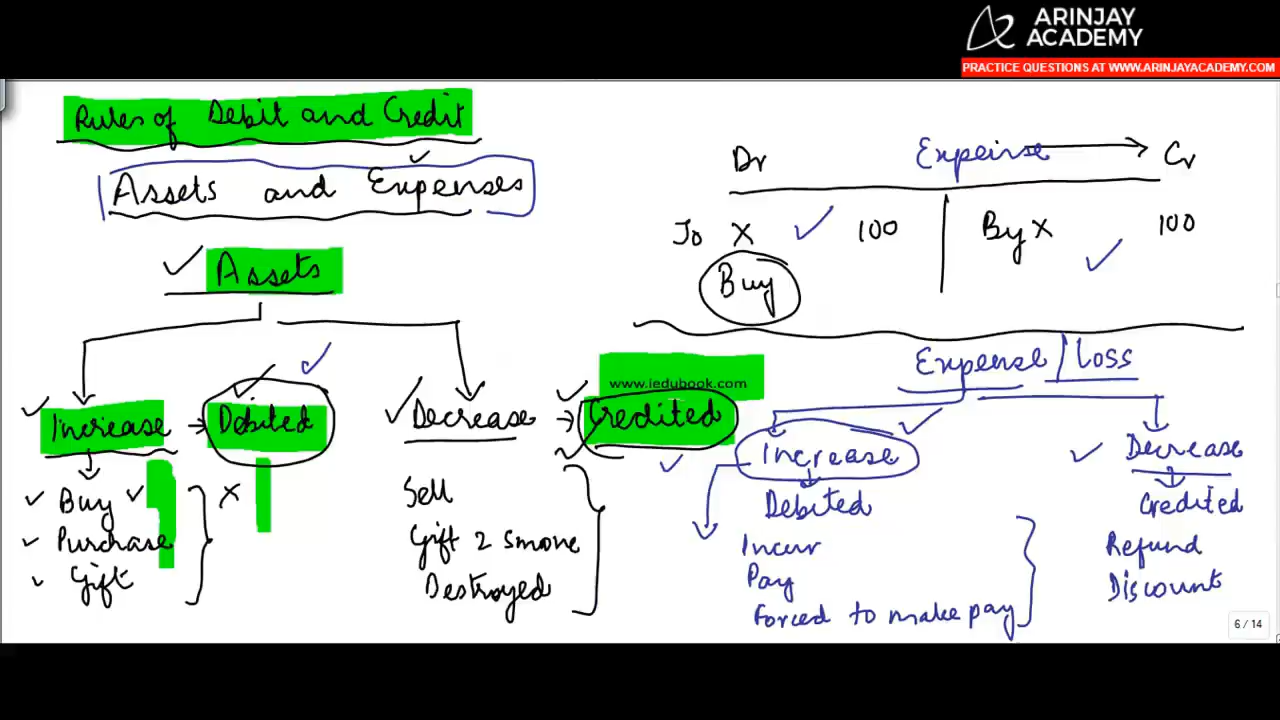 ARINJAY
ACADEMY
PRACTICE QUESTIONS AT WWW.ARINJAYACADEMY.COM
Rules of Debit and Credit
Assets and Expenses
Assets
Increase → Debited
Buy
Purchase
Gift
X
Decrease → Credited
www.iedubook.com
Sell
Gift 2 Smone
Destroyed
Dr Expense Cr
To X 100 By X 100
Buy
Expense / Loss
Increase
Debited
Incur
Pay
Forced to make pay
Decrease
Credited
Refund
Discount
6 / 14